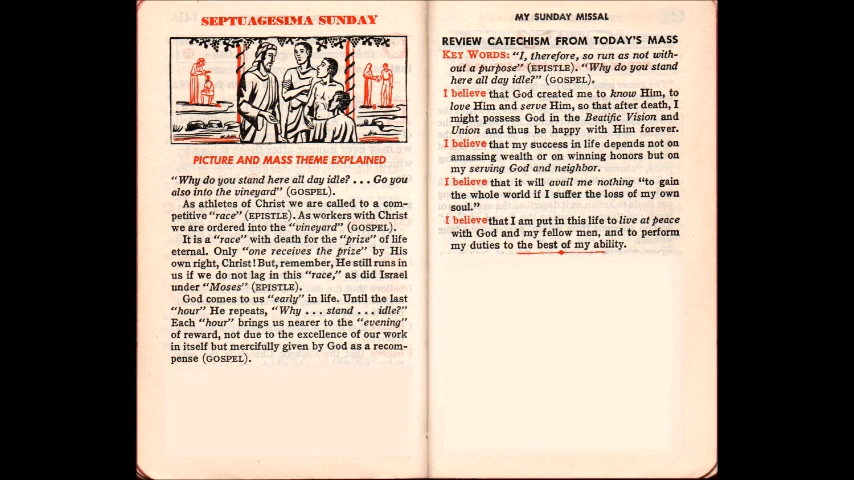 SEPTUAGESIMA SUNDAY
PICTURE AND MASS THEME EXPLAINED
"Why do you stand here all day idle? . . . Go you
also into the vineyard" (GOSPEL).
As athletes of Christ we are called to a com-
petitive "race" (EPISTLE). As workers with Christ
we are ordered into the "vineyard" (GOSPEL).
It is a "race" with death for the "prize" of life
eternal. Only "one receives the prize" by His
own right, Christ! But, remember, He still runs in
us if we do not lag in this "race," as did Israel
under "Moses" (EPISTLE).
God comes to us "early" in life. Until the last
"hour" He repeats, "Why . . . stand . . . idle?"
Each "hour" brings us nearer to the "evening"
of reward, not due to the excellence of our work
in itself but mercifully given by God as a recom-
pense (GOSPEL).
MY SUNDAY MISSAL
REVIEW CATECHISM FROM TODAY'S MASS
KEY WORDS: "I, therefore, so run as not with-
out a purpose" (EPISTLE). "Why do you stand
here all day idle?" (GOSPEL).
I believe that God created me to know Him, to
love Him and serve Him, so that after death, I
might possess God in the Beatific Vision and
Union and thus be happy with Him forever.
I believe that my success in life depends not on
amassing wealth or on winning honors but on
my serving God and neighbor.
I believe that it will avail me nothing "to gain
the whole world if I suffer the loss of my own
soul."
I believe that I am put in this life to live at peace
with God and my fellow men, and to perform
my duties to the best of my ability.